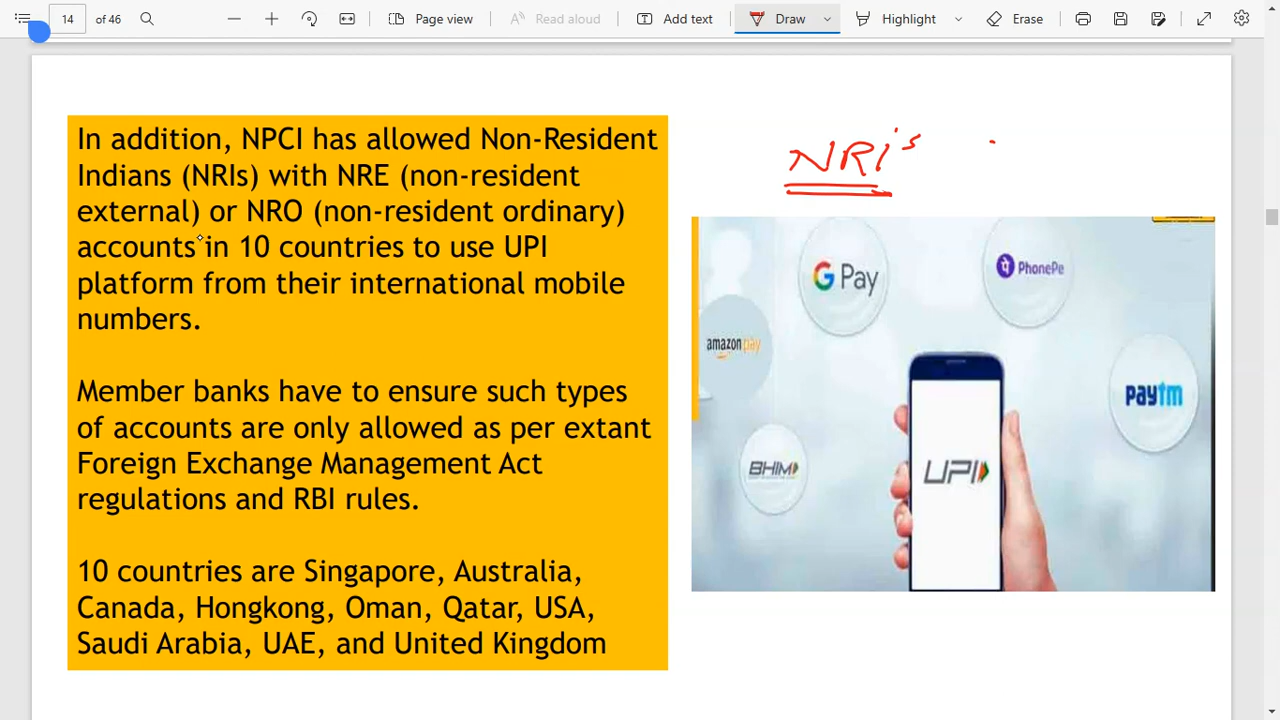 14 of 46
Page view
Read aloud
Add text
Draw
Highlight
Erase
In addition, NPCI has allowed Non-Resident
Indians (NRIs) with NRE (non-resident
external) or NRO (non-resident ordinary)
accounts in 10 countries to use UPI
platform from their international mobile
numbers.
Member banks have to ensure such types
of accounts are only allowed as per extant
Foreign Exchange Management Act
regulations and RBI rules.
10 countries are Singapore, Australia,
Canada, Hongkong, Oman, Qatar, USA,
Saudi Arabia, UAE, and United Kingdom
NRI's
G Pay
PhonePe
amazon pay
paytm
BHIM
UPI